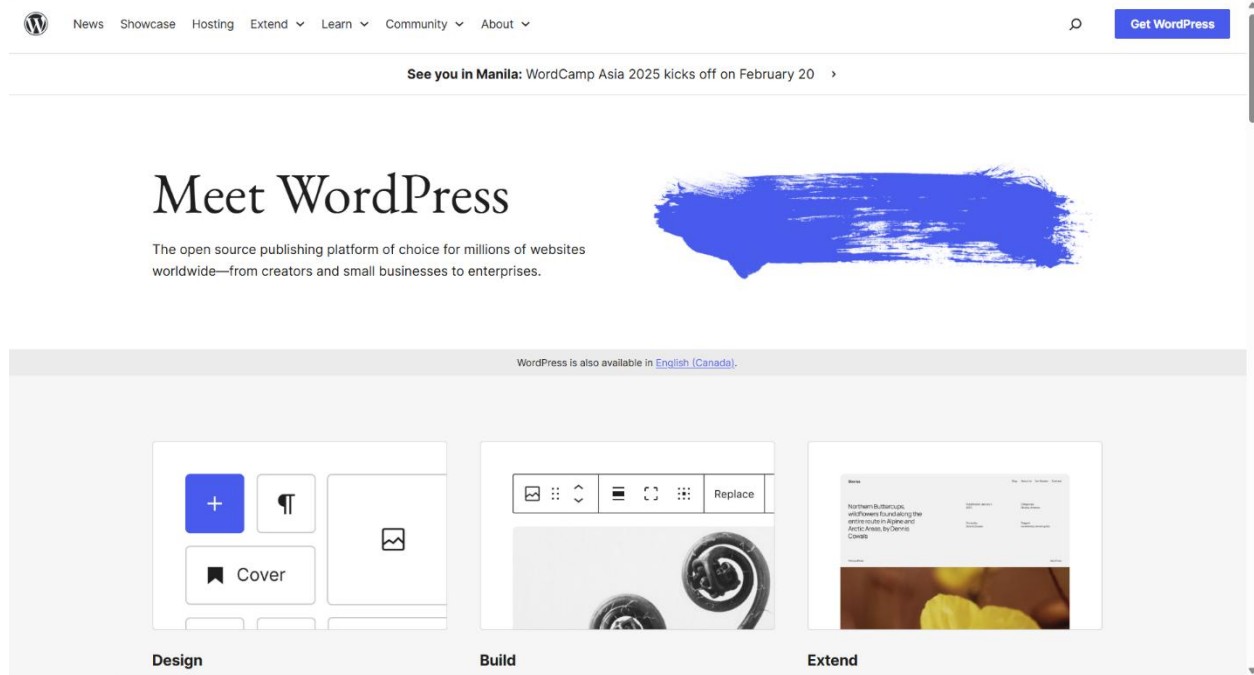 News Showcase Hosting Extend Learn Community About Get WordPress
See you in Manila: WordCamp Asia 2025 kicks off on February 20
Meet WordPress
The open source publishing platform of choice for millions of websites
worldwide—from creators and small businesses to enterprises.
WordPress is also available in English (Canada).
Replace
Cover
Northern Buttercups,
wildflowers found along the
entire route in Alpine and
Arctic Areas, by Dennis
Cowals
Design Build Extend